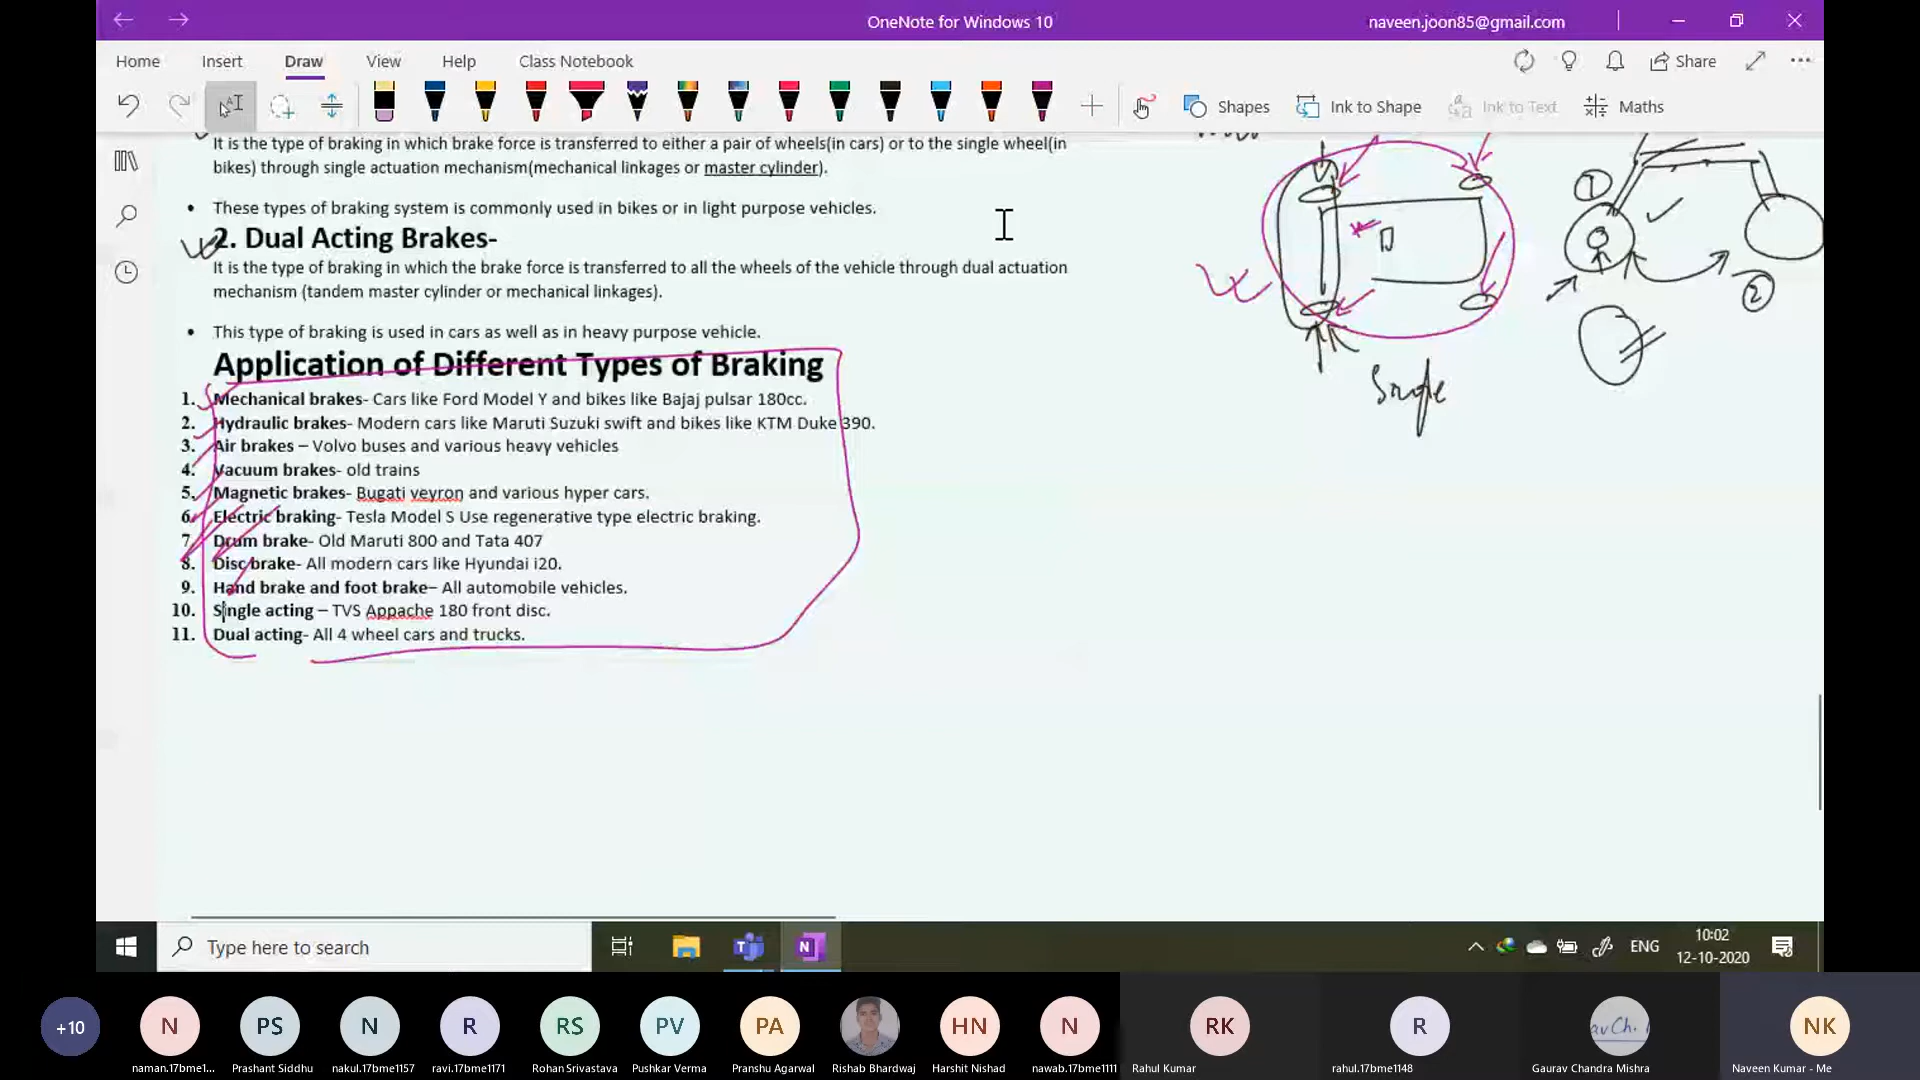 OneNote for Windows 10
naveen.joon85@gmail.com
Home Insert Draw View Help Class Notebook
Share
Shapes Ink to Shape Ink to Text Maths
It is the type of braking in which brake force is transferred to either a pair of wheels(in cars) or to the single wheel(in
bikes) through single actuation mechanism(mechanical linkages or master cylinder).
• These types of braking system is commonly used in bikes or in light purpose vehicles.
2. Dual Acting Brakes-
It is the type of braking in which the brake force is transferred to all the wheels of the vehicle through dual actuation
mechanism (tandem master cylinder or mechanical linkages).
• This type of braking is used in cars as well as in heavy purpose vehicle.
Application of Different Types of Braking
1. Mechanical brakes- Cars like Ford Model Y and bikes like Bajaj pulsar 180cc.
2. Hydraulic brakes- Modern cars like Maruti Suzuki swift and bikes like KTM Duke 390.
3. Air brakes – Volvo buses and various heavy vehicles
4. Vacuum brakes- old trains
5. Magnetic brakes- Bugati veyron and various hyper cars.
6. Electric braking- Tesla Model S Use regenerative type electric braking.
7. Drum brake- Old Maruti 800 and Tata 407
8. Disc brake- All modern cars like Hyundai i20.
9. Hand brake and foot brake– All automobile vehicles.
10. Single acting – TVS Appache 180 front disc.
11. Dual acting- All 4 wheel cars and trucks.
1
2
Single
Type here to search
ENG
10:02
12-10-2020
+10 N PS N R RS PV PA HN N RK R NK
naman.17bme1... Prashant Siddhu nakul.17bme1157 ravi.17bme1171 Rohan Srivastava Pushkar Verma Pranshu Agarwal Rishab Bhardwaj Harshit Nishad nawab.17bme1111 Rahul Kumar rahul.17bme1148 Gaurav Chandra Mishra Naveen Kumar - Me